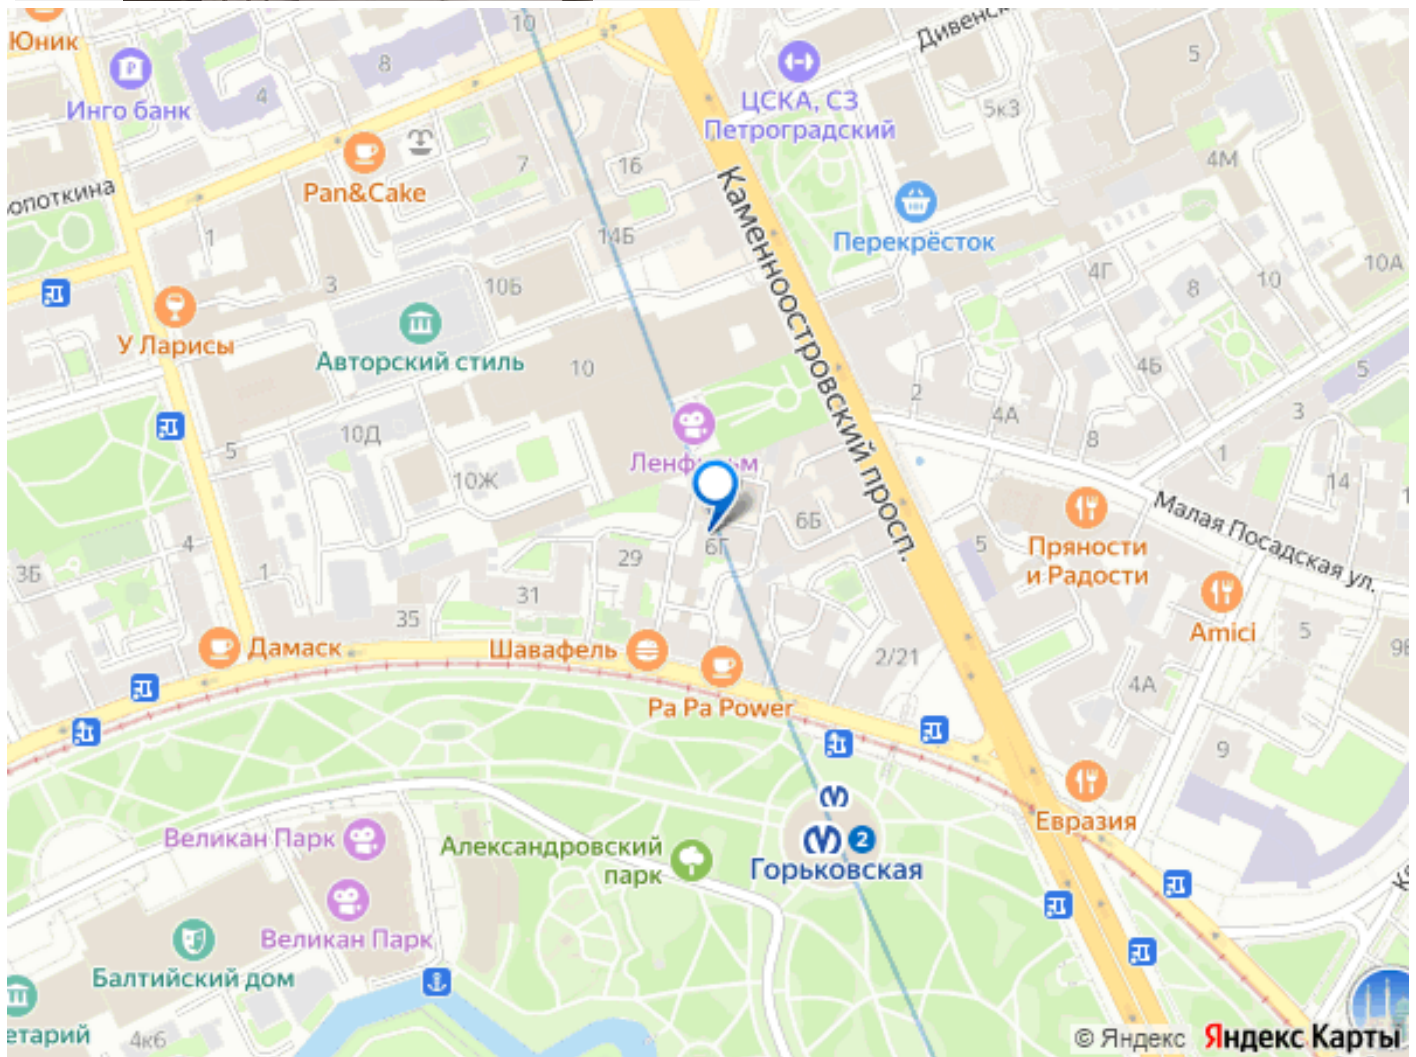 Юник
10
Дивенск
5
8
Инго банк
4
ЦСКА, СЗ
Петроградский
5к3
4М
опоткина
Pan&Cake
7
16
Каменноостровский просп.
Перекрёсток
1
14Б
3
10Б
4Г
8
10
10А
У Ларисы
Авторский стиль
10
4Б
5
2
4А
3
5
10Д
8
1
Ленфильм
10Ж
14
Малая Посадская ул.
4
6Б
6Г
29
5
Пряности
и Радости
3Б
1
31
35
Amici
5
Дамаск
Шавафель
2/21
9В
4А
Pa Pa Power
9
Великан Парк
Александровский
парк
2
Горьковская
Евразия
Великан Парк
Балтийский дом
етарий
4к6
© Яндекс Яндекс Карты